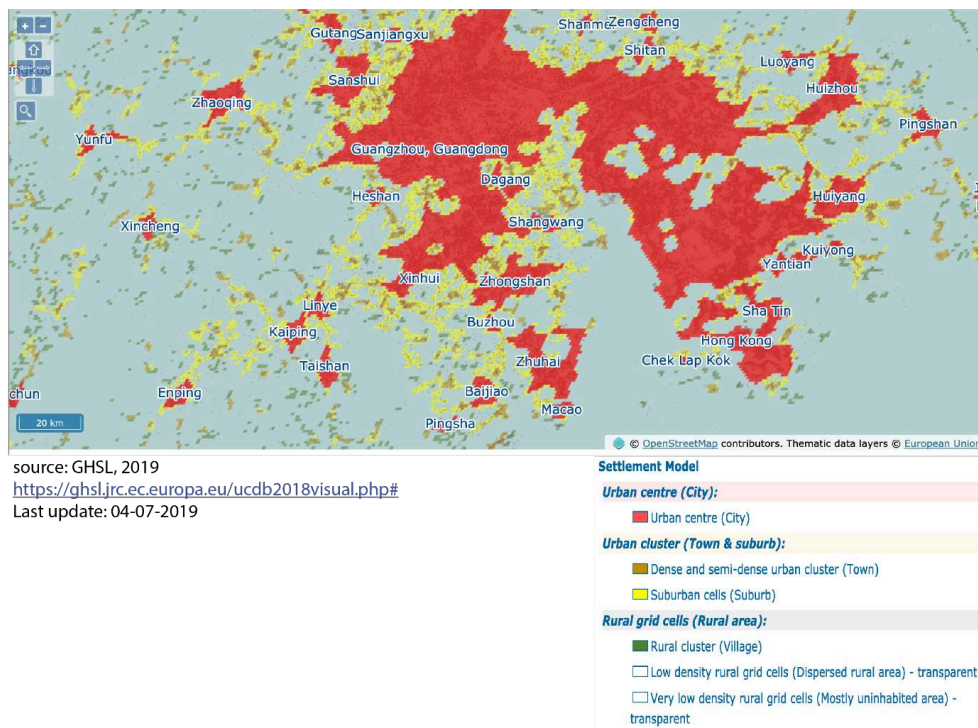 Gutang
Sanjiangxu
Zengcheng
Shitan
Sanshui
Luoyang
Huizhou
Zhaoqing
Pingshan
Yunfu
Guangzhou, Guangdong
Dagang
Heshan
Huiyang
Xincheng
Shangwang
Kuiyong
Yantian
Xinhui
Zhongshan
Linye
Sha Tin
Buzhou
Kaiping
Hong Kong
Zhuhai
Chek Lap Kok
Taishan
chun
Enping
Baijiao
Macao
Pingsha
20 km
© OpenStreetMap contributors. Thematic data layers © European Union
source: GHSL, 2019
https://ghsl.jrc.ec.europa.eu/ucdb2018visual.php#
Last update: 04-07-2019
Settlement Model
Urban centre (City):
Urban centre (City)
Urban cluster (Town & suburb):
Dense and semi-dense urban cluster (Town)
Suburban cells (Suburb)
Rural grid cells (Rural area):
Rural cluster (Village)
Low density rural grid cells (Dispersed rural area) - transparent
Very low density rural grid cells (Mostly uninhabited area) -
transparent